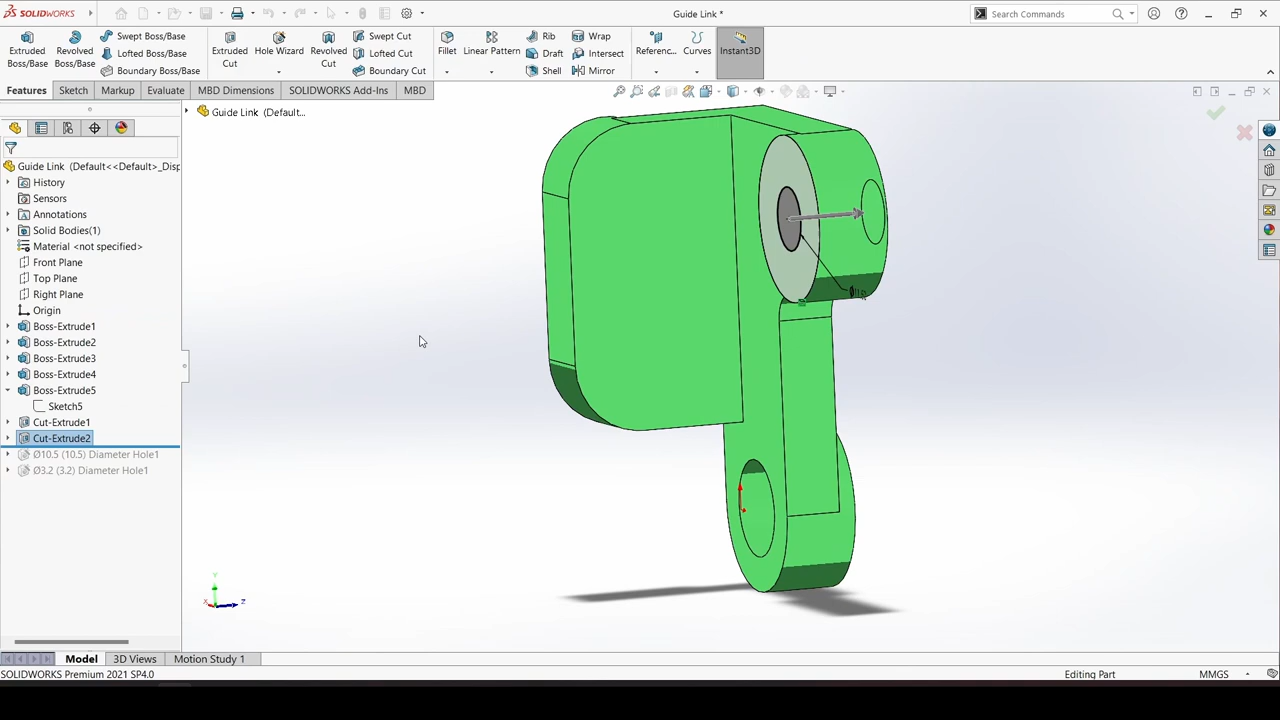 SOLIDWORKS
Guide Link *
Search Commands
Extruded Boss/Base
Revolved Boss/Base
Swept Boss/Base
Lofted Boss/Base
Boundary Boss/Base
Extruded Cut
Hole Wizard
Revolved Cut
Swept Cut
Lofted Cut
Boundary Cut
Fillet
Linear Pattern
Rib
Draft
Shell
Wrap
Intersect
Mirror
Referenc...
Curves
Instant3D
Features
Sketch
Markup
Evaluate
MBD Dimensions
SOLIDWORKS Add-Ins
MBD
Guide Link (Default...
Guide Link (Default<<Default>_Disp
History
Sensors
Annotations
Solid Bodies(1)
Material <not specified>
Front Plane
Top Plane
Right Plane
Origin
Boss-Extrude1
Boss-Extrude2
Boss-Extrude3
Boss-Extrude4
Boss-Extrude5
Sketch5
Cut-Extrude1
Cut-Extrude2
Ø10.5 (10.5) Diameter Hole1
Ø3.2 (3.2) Diameter Hole1
Y
X
Z
Model
3D Views
Motion Study 1
SOLIDWORKS Premium 2021 SP4.0
Editing Part
MMGS